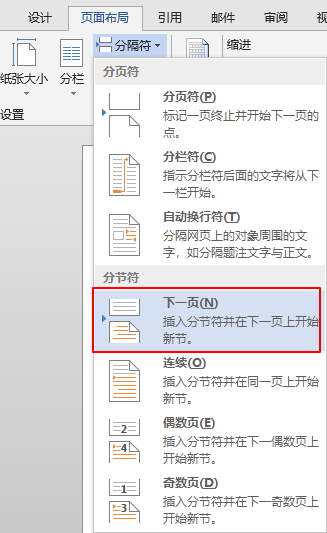 设计 页面布局 引用 邮件 审阅
分隔符 缩进
纸张大小 分栏
设置
分页符
分页符(P)
标记一页终止并开始下一页的
点。
分栏符(C)
指示分栏符后面的文字将从下
一栏开始。
自动换行符(T)
分隔网页上的对象周围的文
字，如分隔题注文字与正文。
分节符
下一页(N)
插入分节符并在下一页上开始
新节。
连续(O)
插入分节符并在同一页上开始
新节。
偶数页(E)
2
4
插入分节符并在下一偶数页上
开始新节。
奇数页(D)
1
3
插入分节符并在下一奇数页上
开始新节。